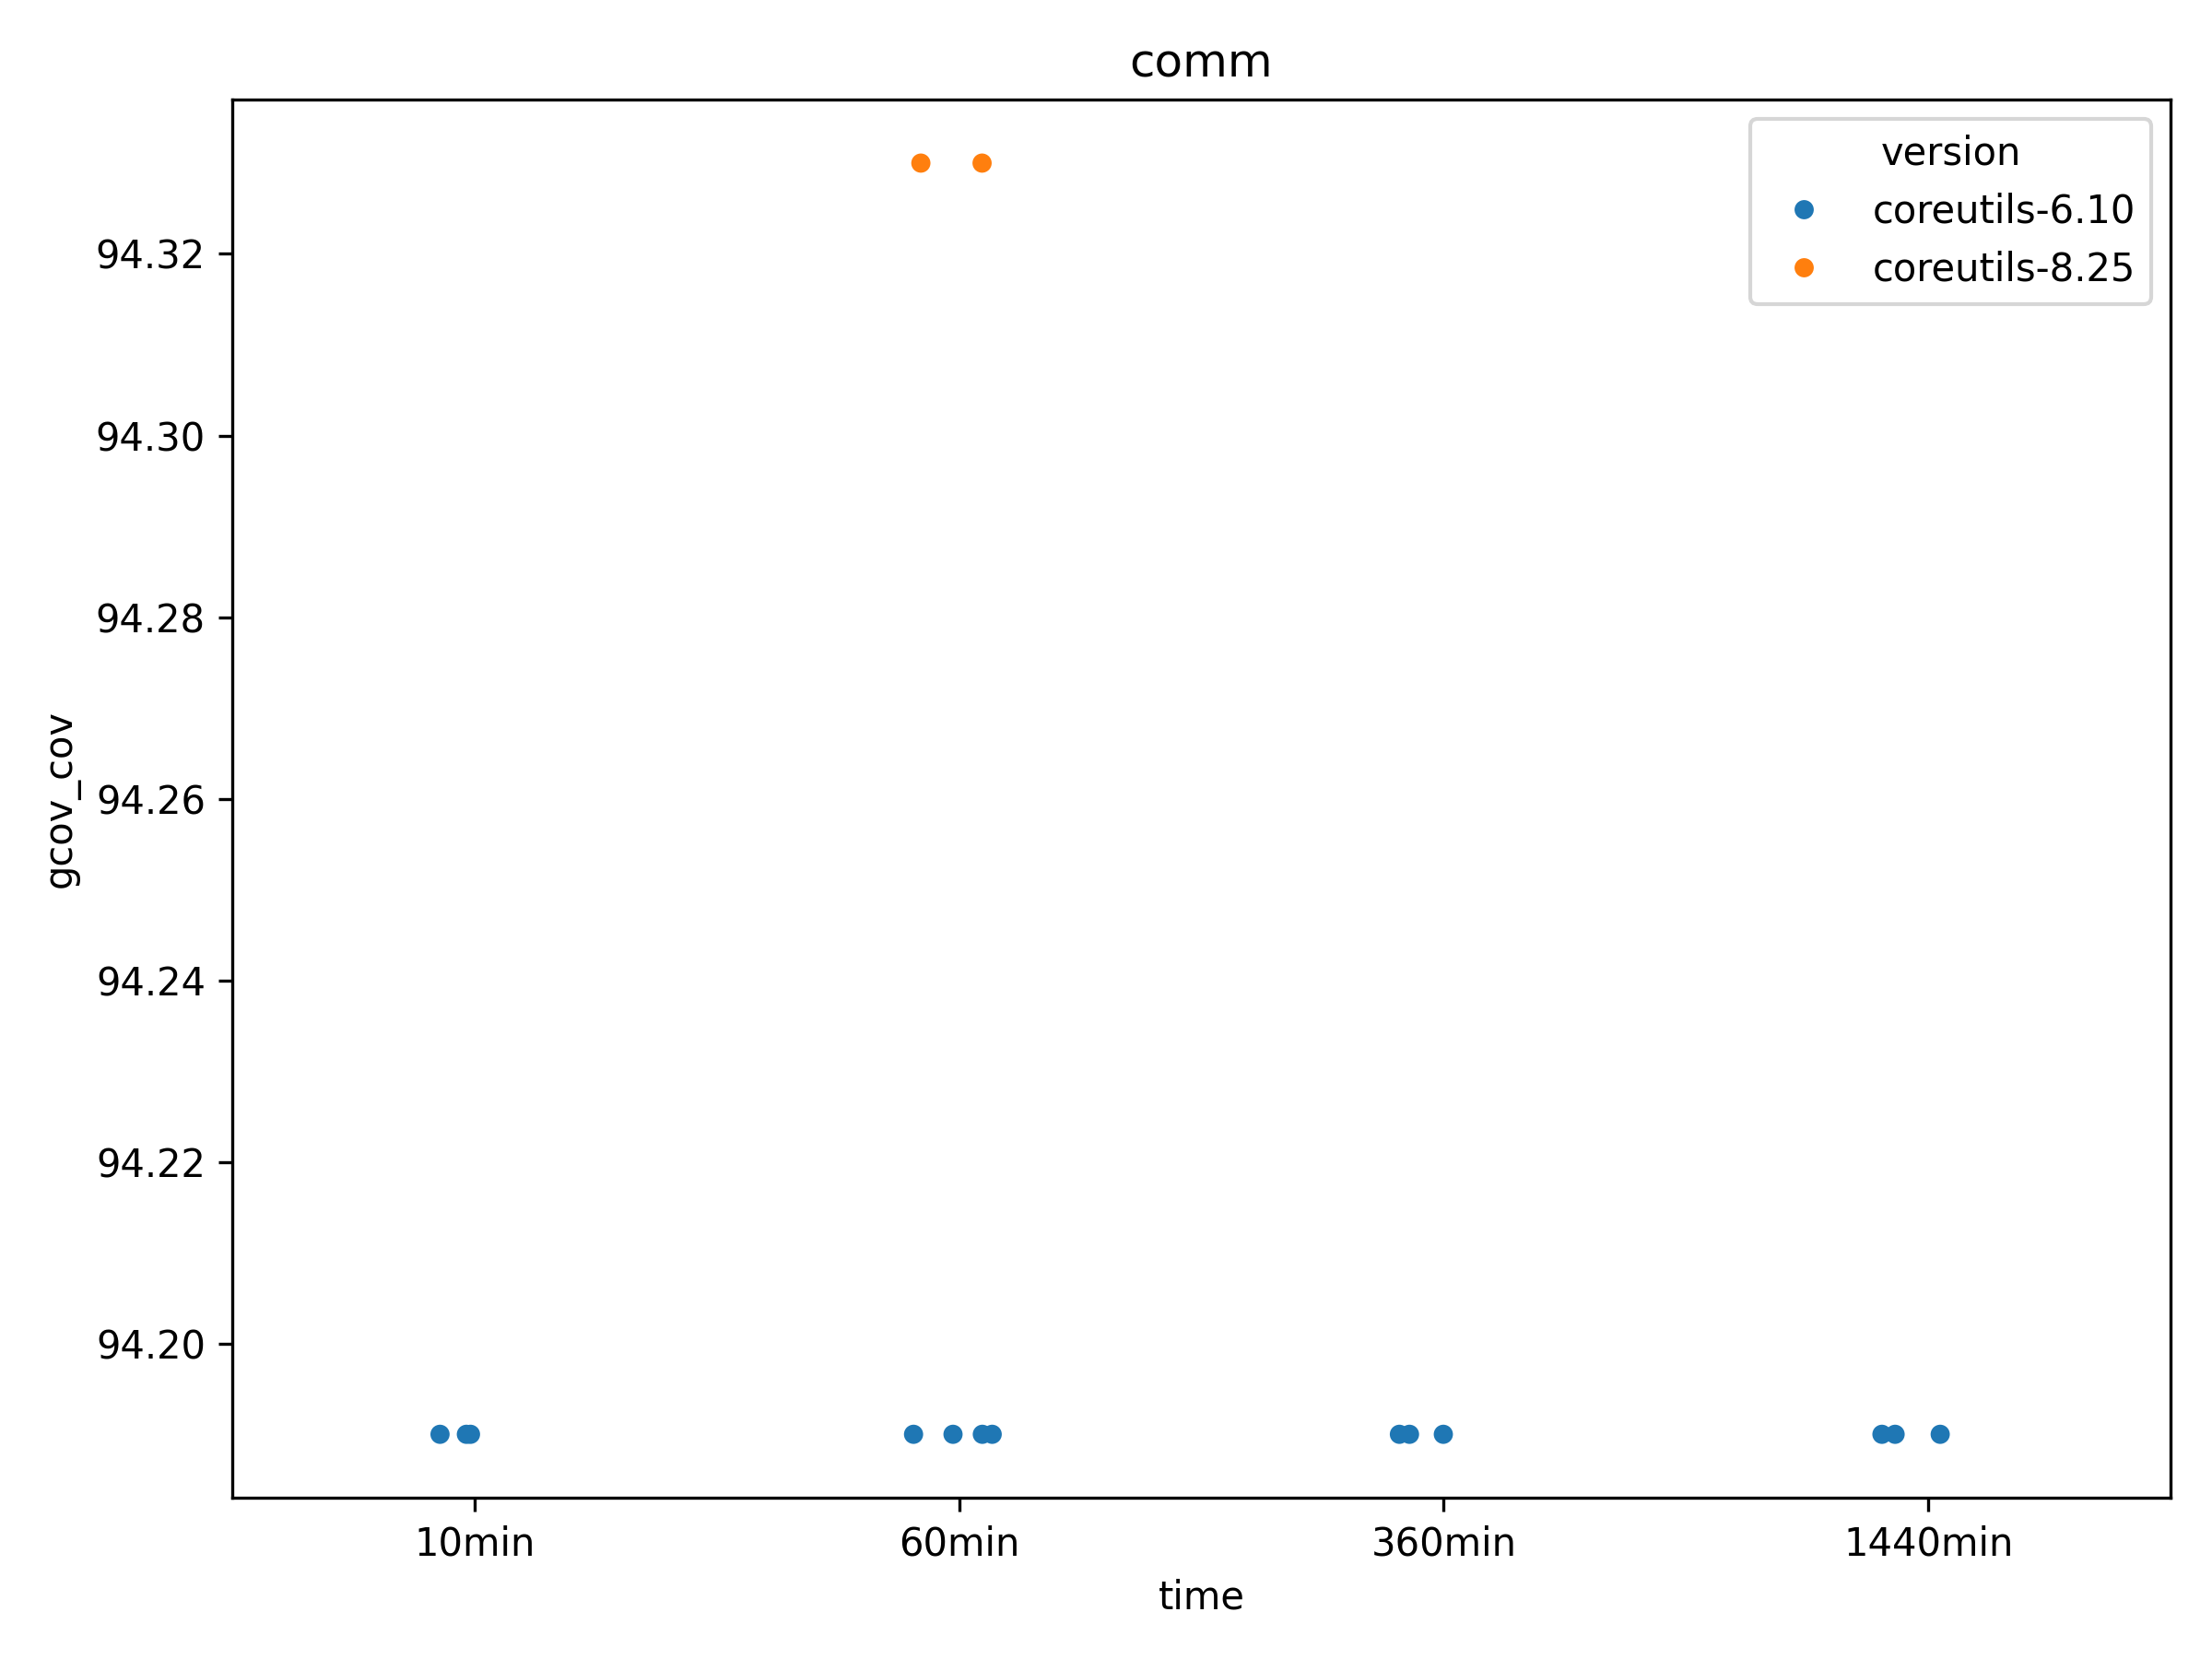 comm
version
coreutils-6.10
coreutils-8.25
94.32
94.30
94.28
94.26
94.24
94.22
94.20
gcov_cov
10min
60min
360min
1440min
time